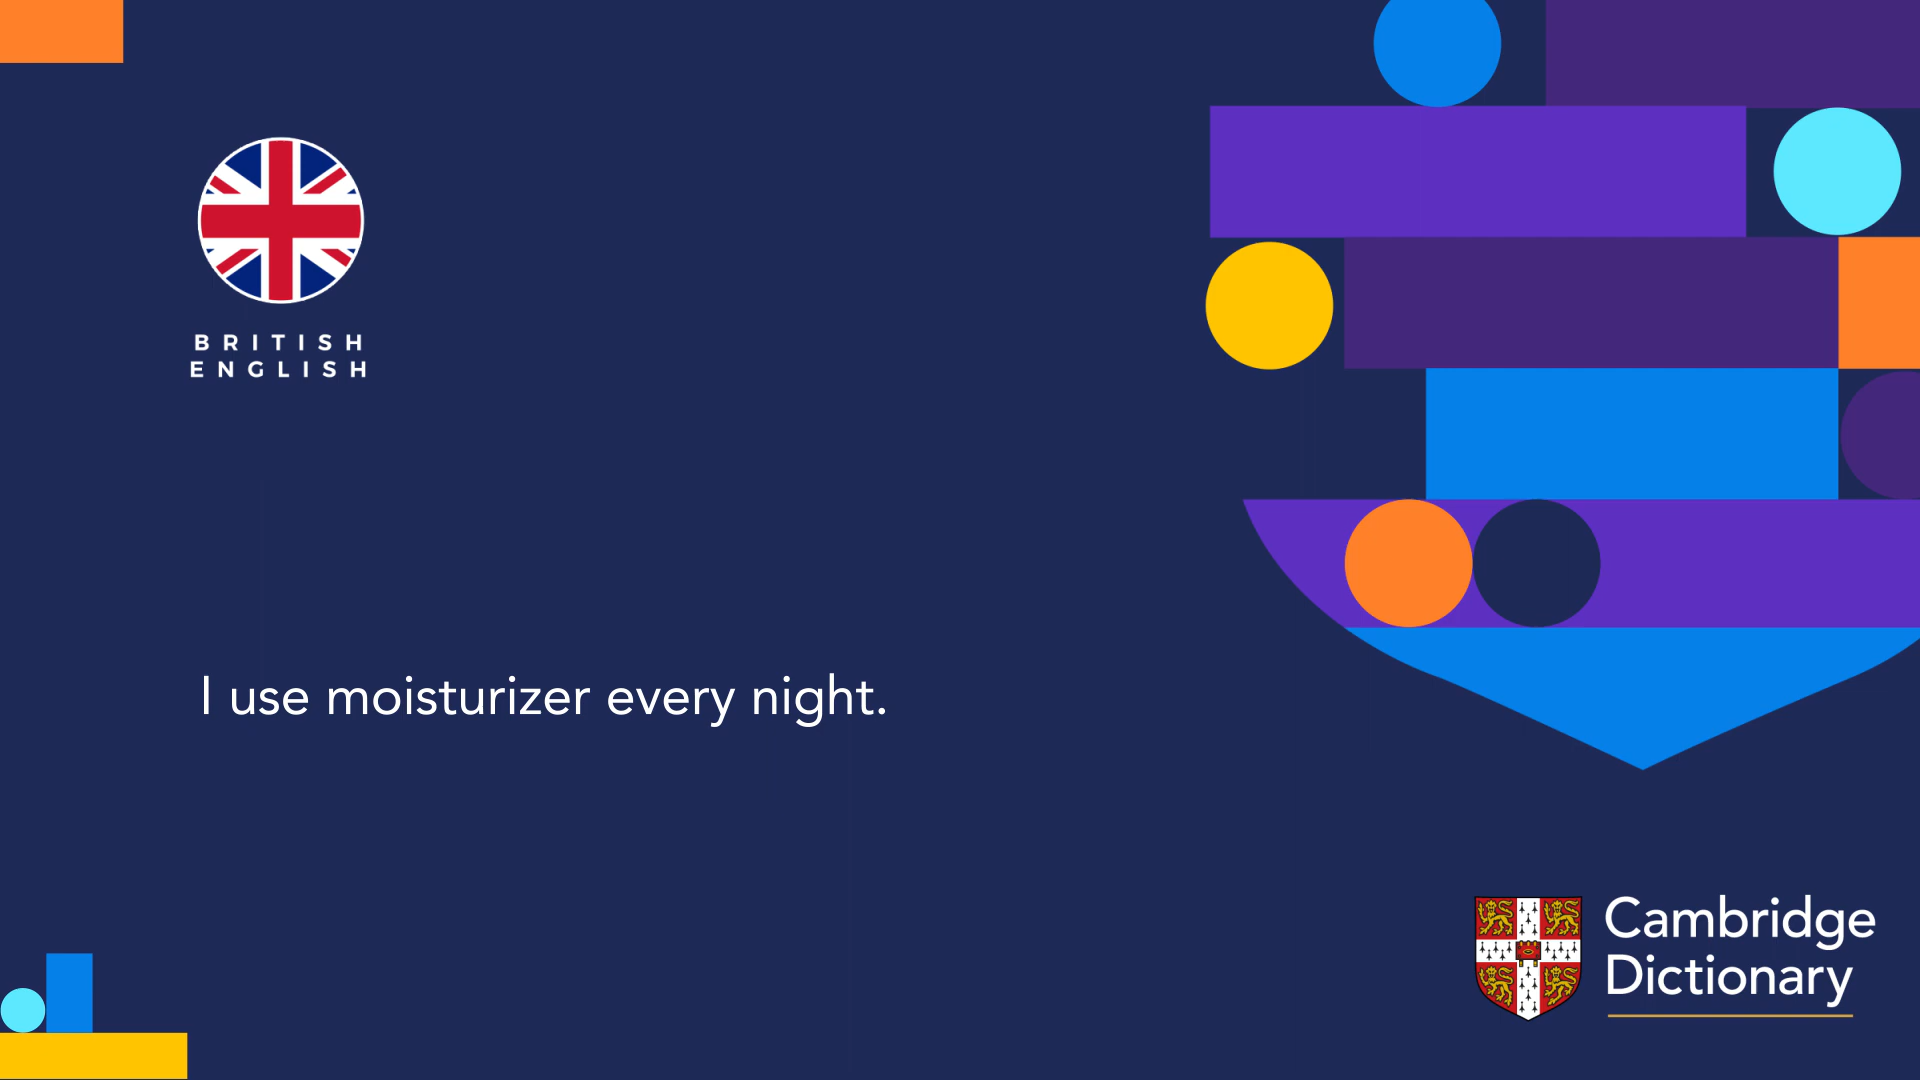 BRITISH
ENGLISH
I use moisturizer every night.
Cambridge
Dictionary